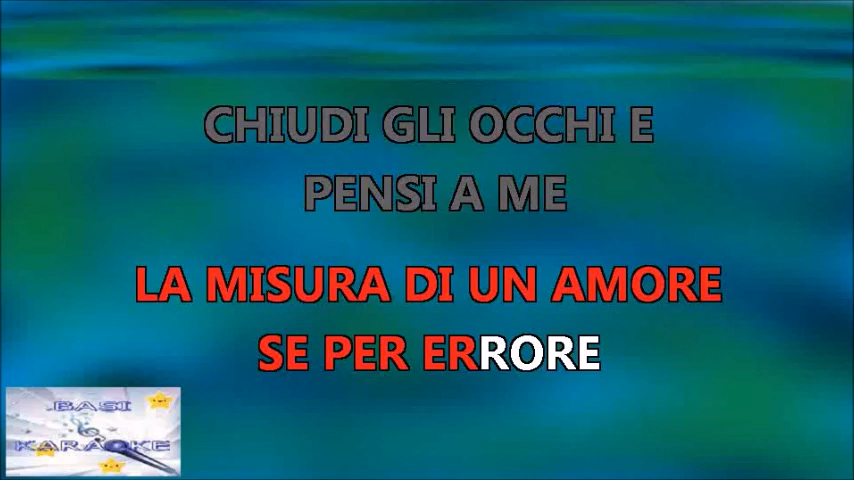 CHIUDI GLI OCCHI E
PENSI A ME
LA MISURA DI UN AMORE
SE PER ERRORE
BASI
KARAOKE